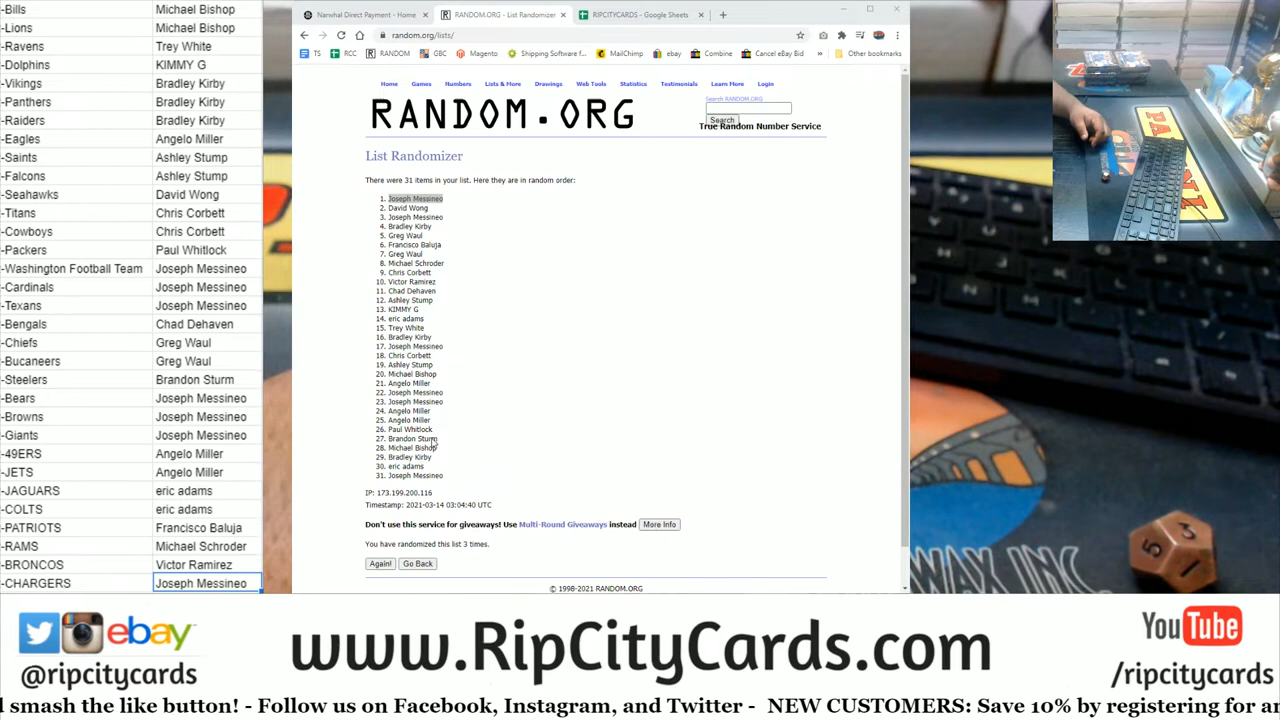 -Bills Michael Bishop
-Lions Michael Bishop
-Ravens Trey White
-Dolphins KIMMY G
-Vikings Bradley Kirby
-Panthers Bradley Kirby
-Raiders Bradley Kirby
-Eagles Angelo Miller
-Saints Ashley Stump
-Falcons Ashley Stump
-Seahawks David Wong
-Titans Chris Corbett
-Cowboys Chris Corbett
-Packers Paul Whitlock
-Washington Football Team Joseph Messineo
-Cardinals Joseph Messineo
-Texans Joseph Messineo
-Bengals Chad Dehaven
-Chiefs Greg Waul
-Bucaneers Greg Waul
-Steelers Brandon Sturm
-Bears Joseph Messineo
-Browns Joseph Messineo
-Giants Joseph Messineo
-49ERS Angelo Miller
-JETS Angelo Miller
-JAGUARS eric adams
-COLTS eric adams
-PATRIOTS Francisco Baluja
-RAMS Michael Schroder
-BRONCOS Victor Ramirez
-CHARGERS Joseph Messineo
Narwhal Direct Payment - Home
RANDOM.ORG - List Randomizer
RIPCITYCARDS - Google Sheets
random.org/lists/
TS RCC RANDOM GBC Magento Shipping Software f... MailChimp ebay Combine Cancel eBay Bid » Other bookmarks
Home Games Numbers Lists & More Drawings Web Tools Statistics Testimonials Learn More Login
RANDOM.ORG
Search RANDOM.ORG
Search
True Random Number Service
List Randomizer
There were 31 items in your list. Here they are in random order:
1. Joseph Messineo
2. David Wong
3. Joseph Messineo
4. Bradley Kirby
5. Greg Waul
6. Francisco Baluja
7. Greg Waul
8. Michael Schroder
9. Chris Corbett
10. Victor Ramirez
11. Chad Dehaven
12. Ashley Stump
13. KIMMY G
14. eric adams
15. Trey White
16. Bradley Kirby
17. Joseph Messineo
18. Chris Corbett
19. Ashley Stump
20. Michael Bishop
21. Angelo Miller
22. Joseph Messineo
23. Joseph Messineo
24. Angelo Miller
25. Angelo Miller
26. Paul Whitlock
27. Brandon Sturm
28. Michael Bishop
29. Bradley Kirby
30. eric adams
31. Joseph Messineo
IP: 173.199.200.116
Timestamp: 2021-03-14 03:04:40 UTC
Don't use this service for giveaways! Use Multi-Round Giveaways instead More Info
You have randomized this list 3 times.
Again! Go Back
© 1998-2021 RANDOM.ORG
WAX INC.
5
1
ebay
@ripcitycards
www.RipCityCards.com
YouTube
/ripcitycards
d smash the like button! - Follow us on Facebook, Instagram, and Twitter - NEW CUSTOMERS: Save 10% by registering for an